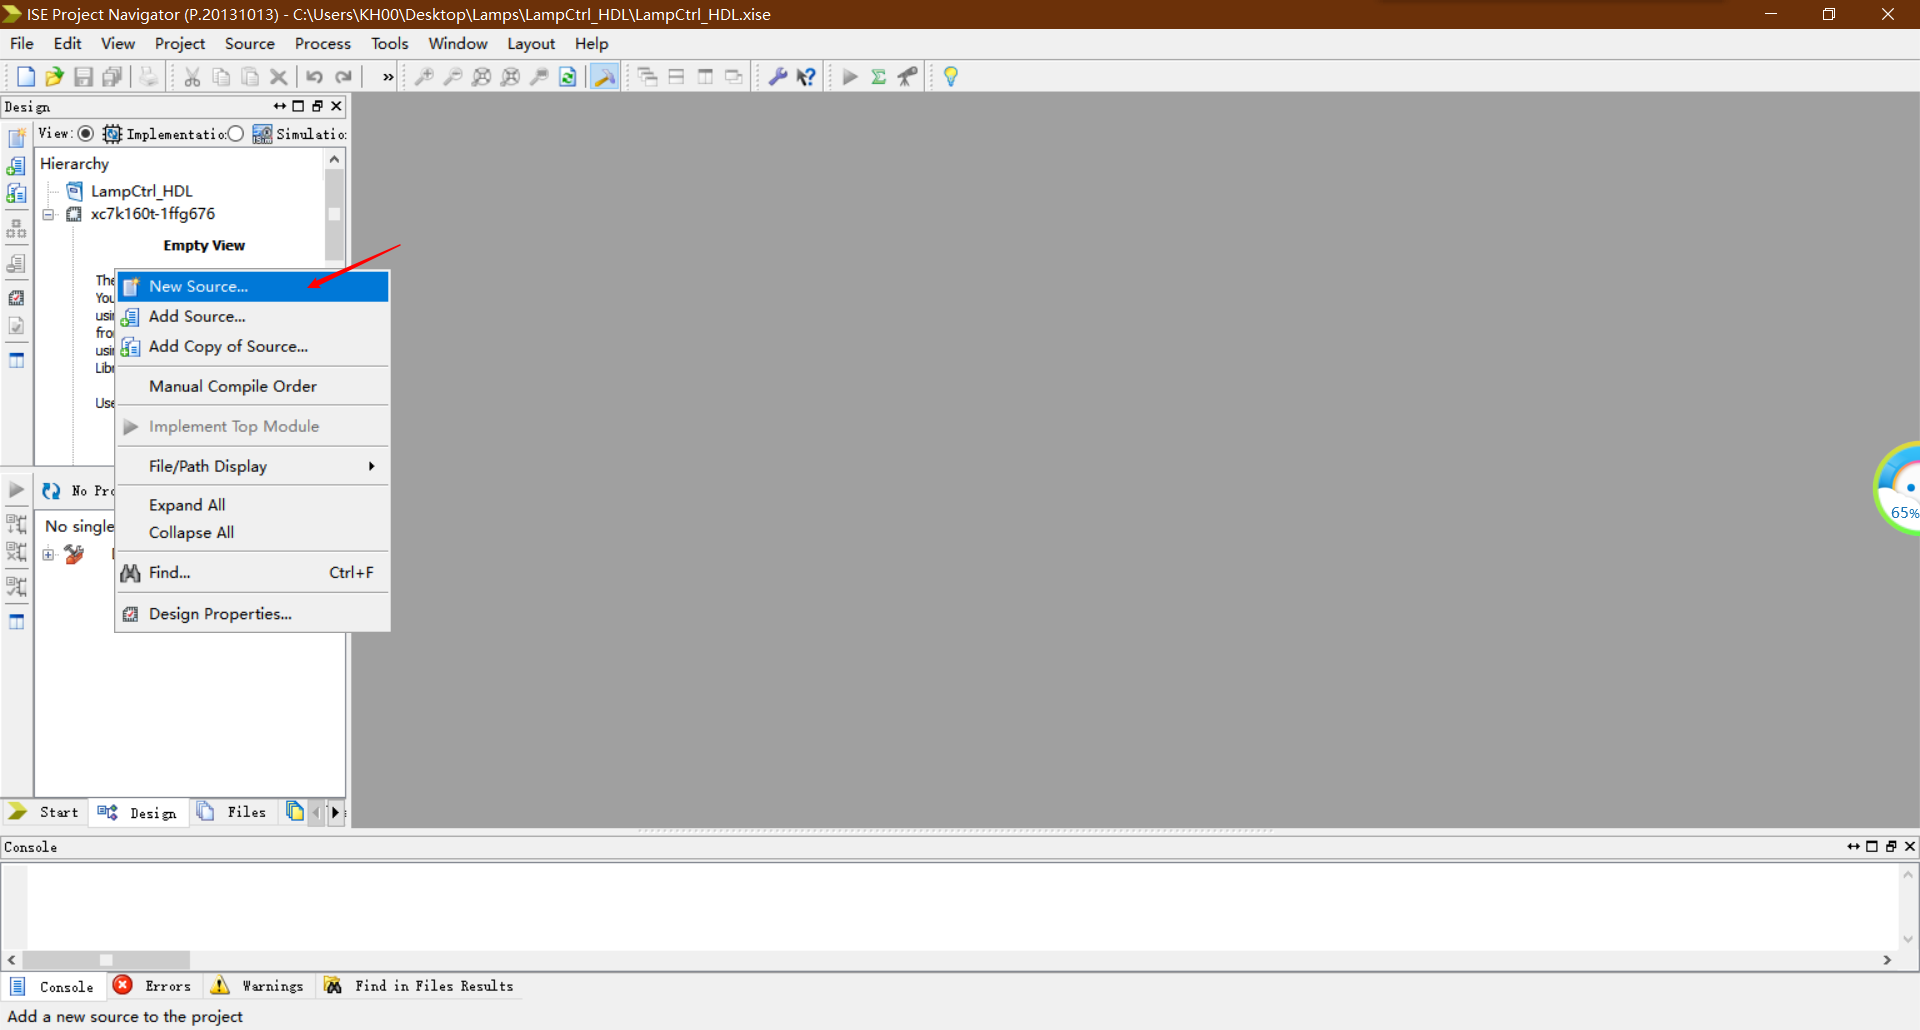 ISE Project Navigator (P.20131013) - C:\Users\KH00\Desktop\Lamps\LampCtrl_HDL\LampCtrl_HDL.xise
File Edit View Project Source Process Tools Window Layout Help
Design
View: Implementatio Simulatio
Hierarchy
LampCtrl_HDL
xc7k160t-1ffg676
Empty View
The
You
usin
fro
usin
Libr
Use
New Source...
Add Source...
Add Copy of Source...
Manual Compile Order
Implement Top Module
File/Path Display
Expand All
Collapse All
Find... Ctrl+F
Design Properties...
No Pro
No single
65%
Start Design Files
Console
Console Errors Warnings Find in Files Results
Add a new source to the project